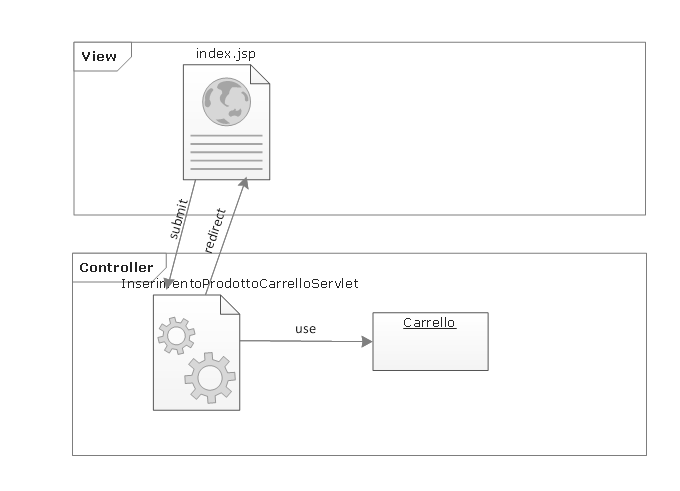 View
index.jsp
submit
redirect
Controller
InserimentoProdottoCarrelloServlet
use
Carrello